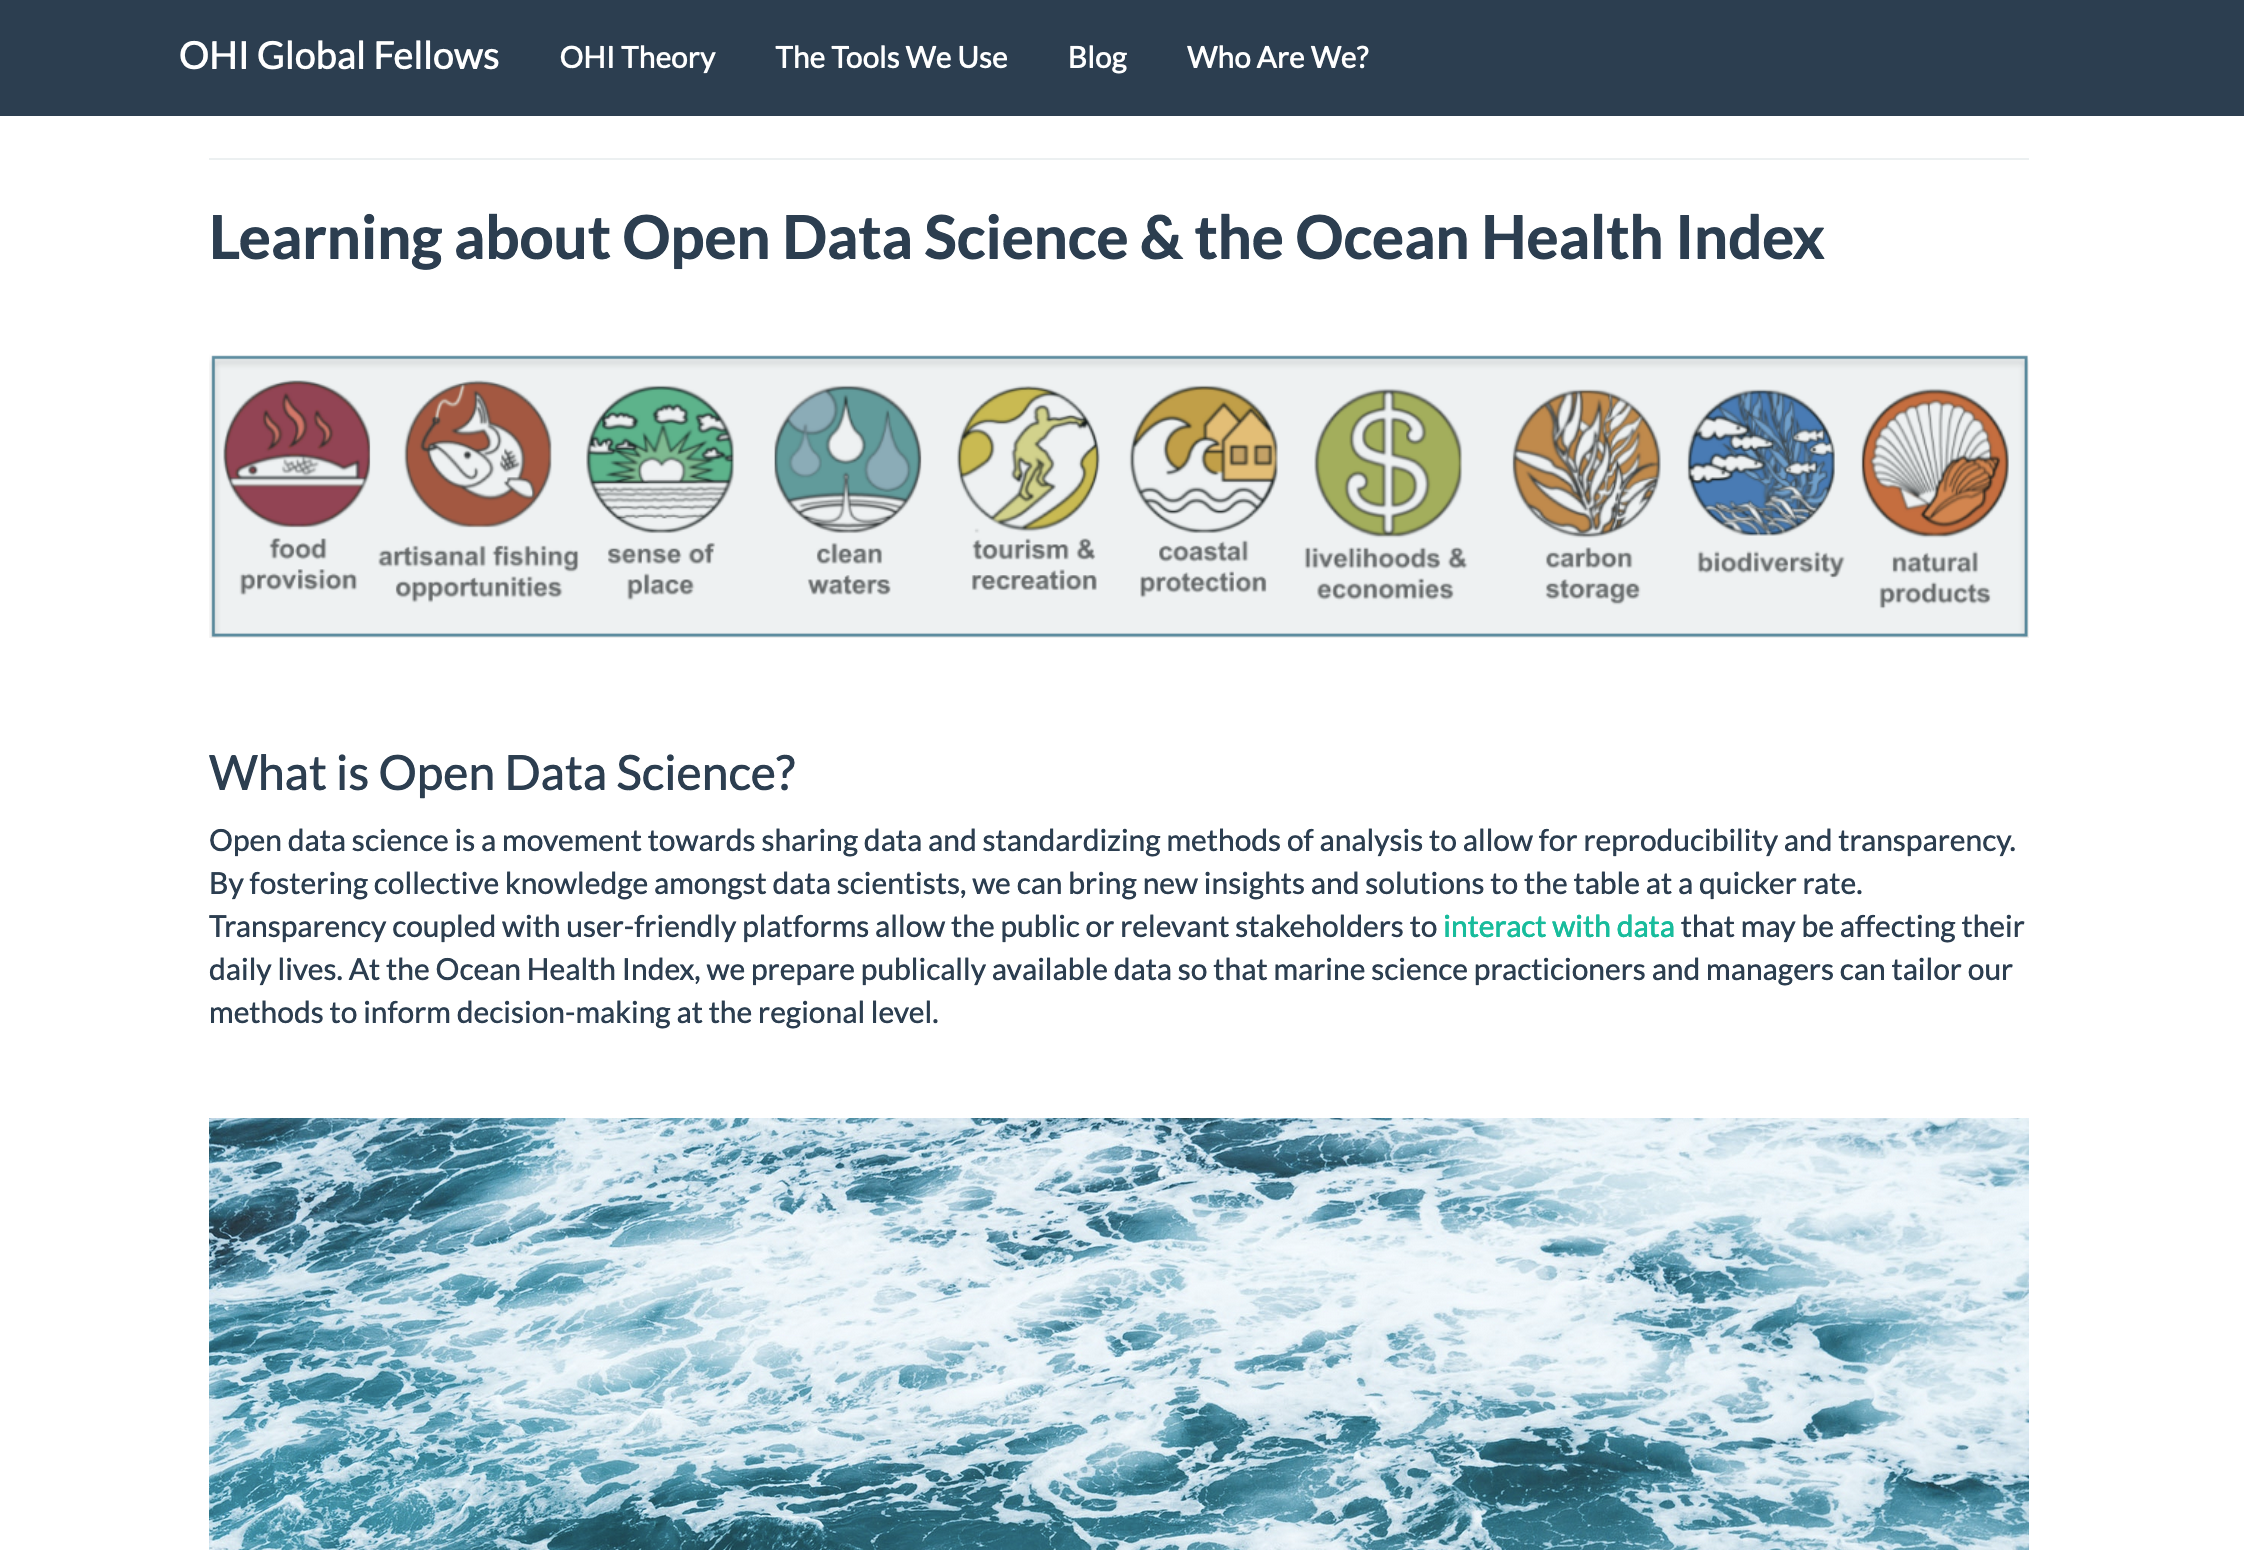 OHI Global Fellows OHI Theory The Tools We Use Blog Who Are We?
Learning about Open Data Science & the Ocean Health Index
food provision
artisanal fishing opportunities
sense of place
clean waters
tourism & recreation
coastal protection
livelihoods & economies
carbon storage
biodiversity
natural products
What is Open Data Science?
Open data science is a movement towards sharing data and standardizing methods of analysis to allow for reproducibility and transparency.
By fostering collective knowledge amongst data scientists, we can bring new insights and solutions to the table at a quicker rate.
Transparency coupled with user-friendly platforms allow the public or relevant stakeholders to interact with data that may be affecting their
daily lives. At the Ocean Health Index, we prepare publically available data so that marine science practicioners and managers can tailor our
methods to inform decision-making at the regional level.